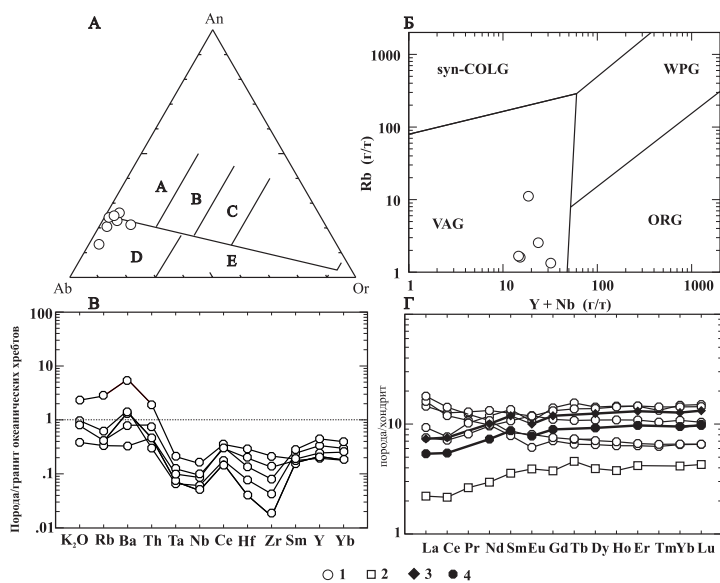 А
An
A
B
C
D
E
Ab
Or
Б
Rb (г/т)
1000
100
10
1
syn-COLG
WPG
VAG
ORG
1 10 100 1000
Y + Nb (г/т)
В
Порода/гранит океанических хребтов
100
10
1
.1
.01
K2O Rb Ba Th Ta Nb Ce Hf Zr Sm Y Yb
Г
порода/хондрит
10
1
La Ce Pr Nd Sm Eu Gd Tb Dy Ho Er Tm Yb Lu
1 2 3 4